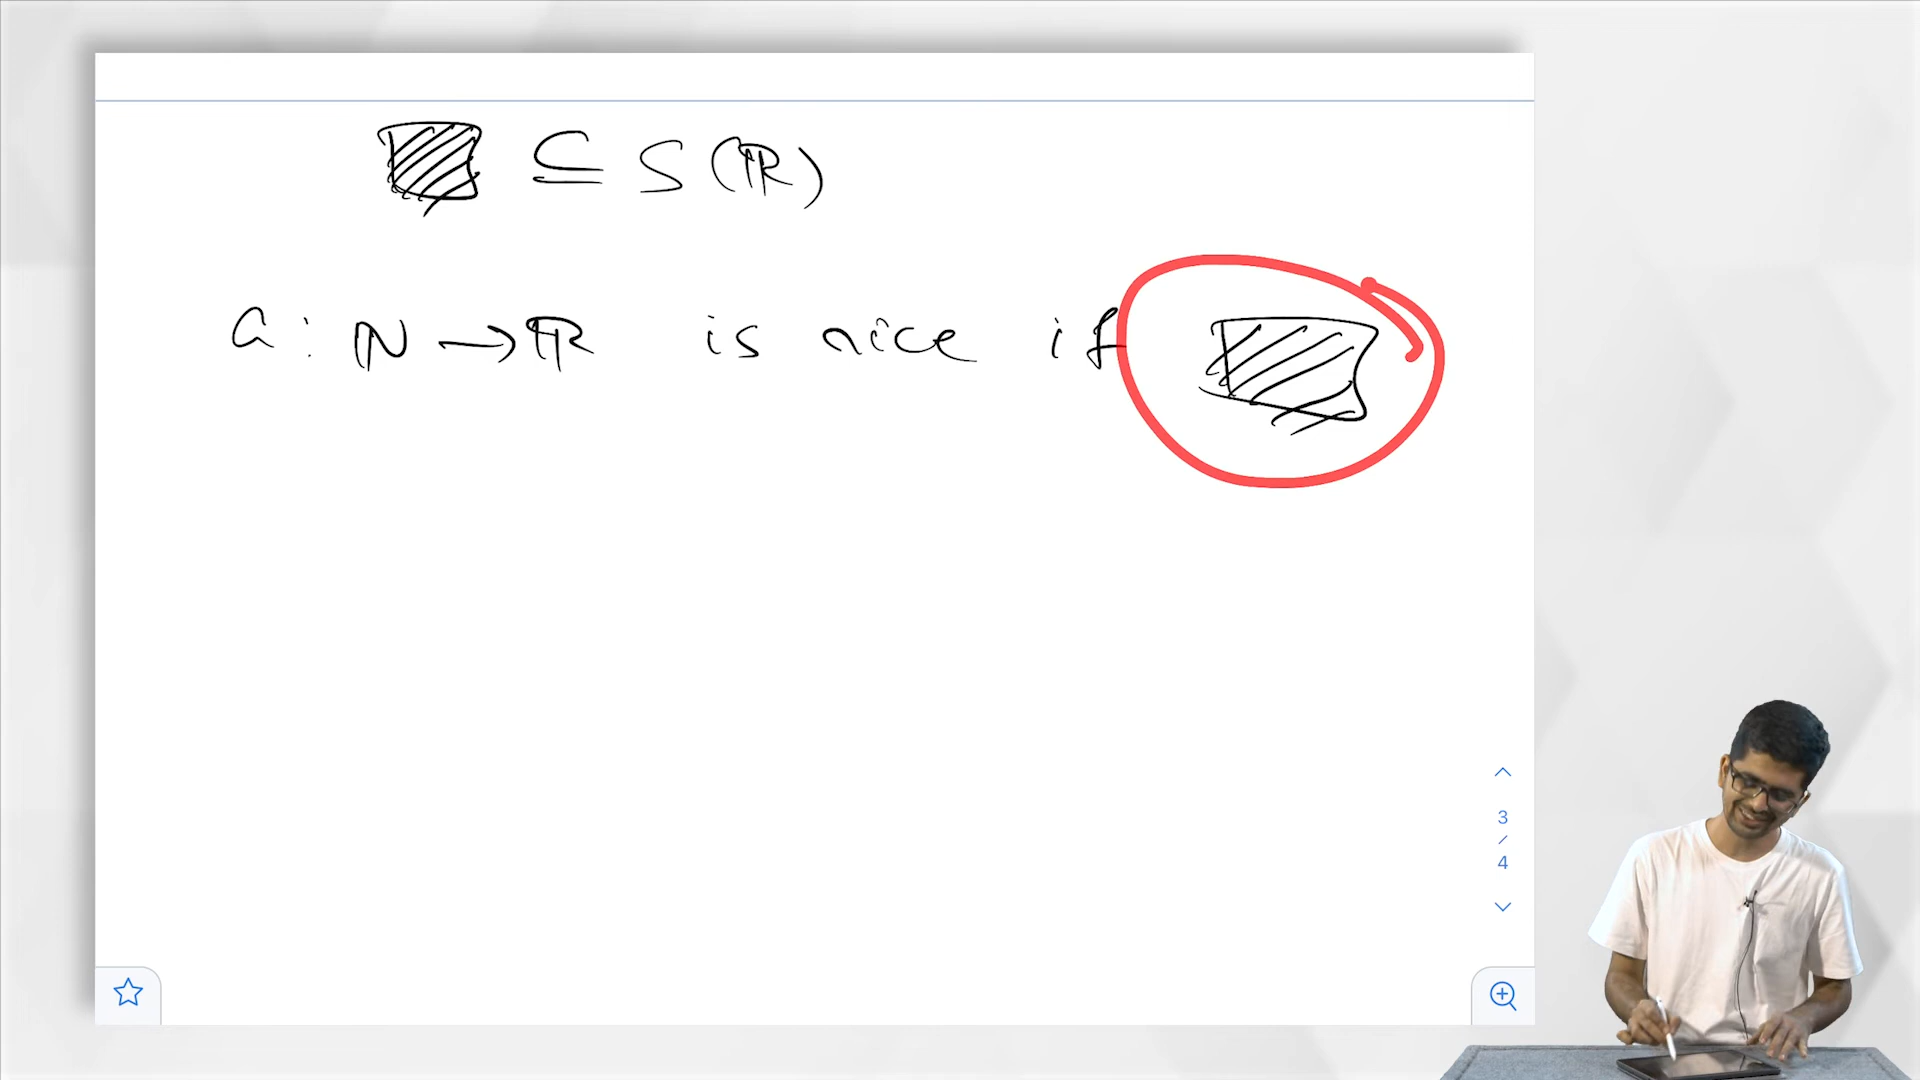 ⊆ S(ℝ)
a: ℕ → ℝ is nice if
3
/
4